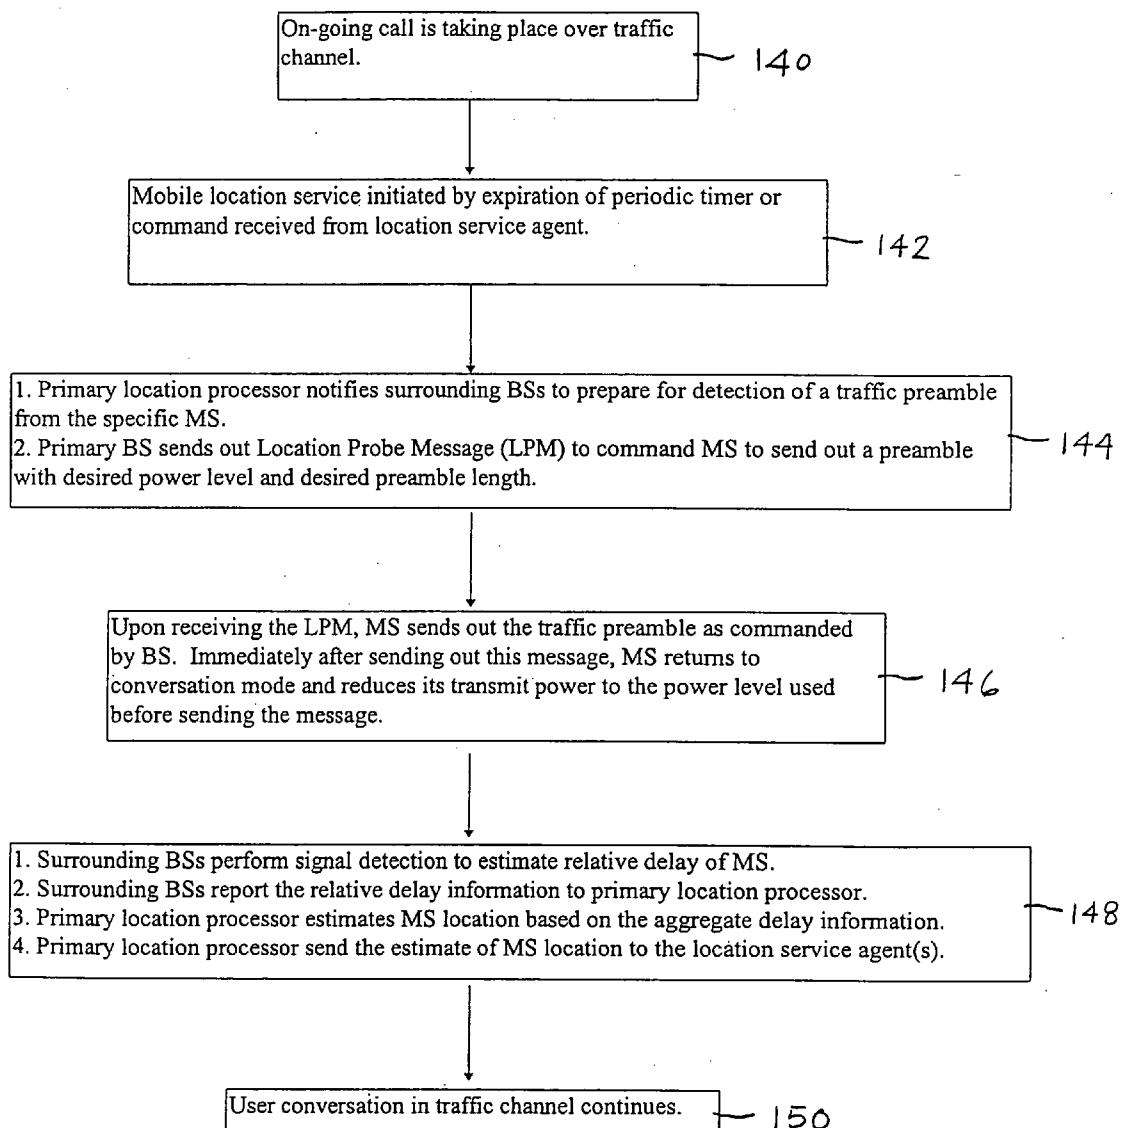 On-going call is taking place over traffic
channel.
140
Mobile location service initiated by expiration of periodic timer or
command received from location service agent.
142
1. Primary location processor notifies surrounding BSs to prepare for detection of a traffic preamble
from the specific MS.
2. Primary BS sends out Location Probe Message (LPM) to command MS to send out a preamble
with desired power level and desired preamble length.
144
Upon receiving the LPM, MS sends out the traffic preamble as commanded
by BS. Immediately after sending out this message, MS returns to
conversation mode and reduces its transmit power to the power level used
before sending the message.
146
1. Surrounding BSs perform signal detection to estimate relative delay of MS.
2. Surrounding BSs report the relative delay information to primary location processor.
3. Primary location processor estimates MS location based on the aggregate delay information.
4. Primary location processor send the estimate of MS location to the location service agent(s).
148
User conversation in traffic channel continues.
150